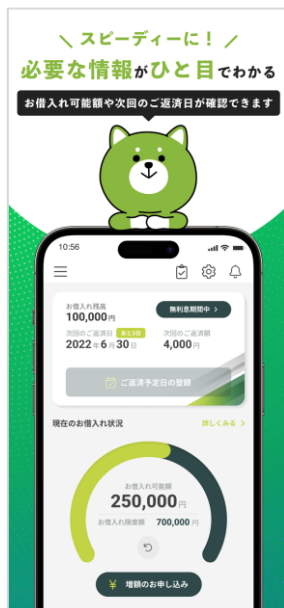 スピーディーに！
必要な情報がひと目でわかる
お借入れ可能額や次回のご返済日が確認できます
10:56
お借入れ残高
100,000円
無利息期間中 >
次回のご返済日 あと3日
2022年6月30日
次回のご返済額
4,000円
ご返済予定日の登録
現在のお借入れ状況
詳しくみる >
お借入れ可能額
250,000円
お借入れ限度額 700,000円
¥ 増額のお申し込み